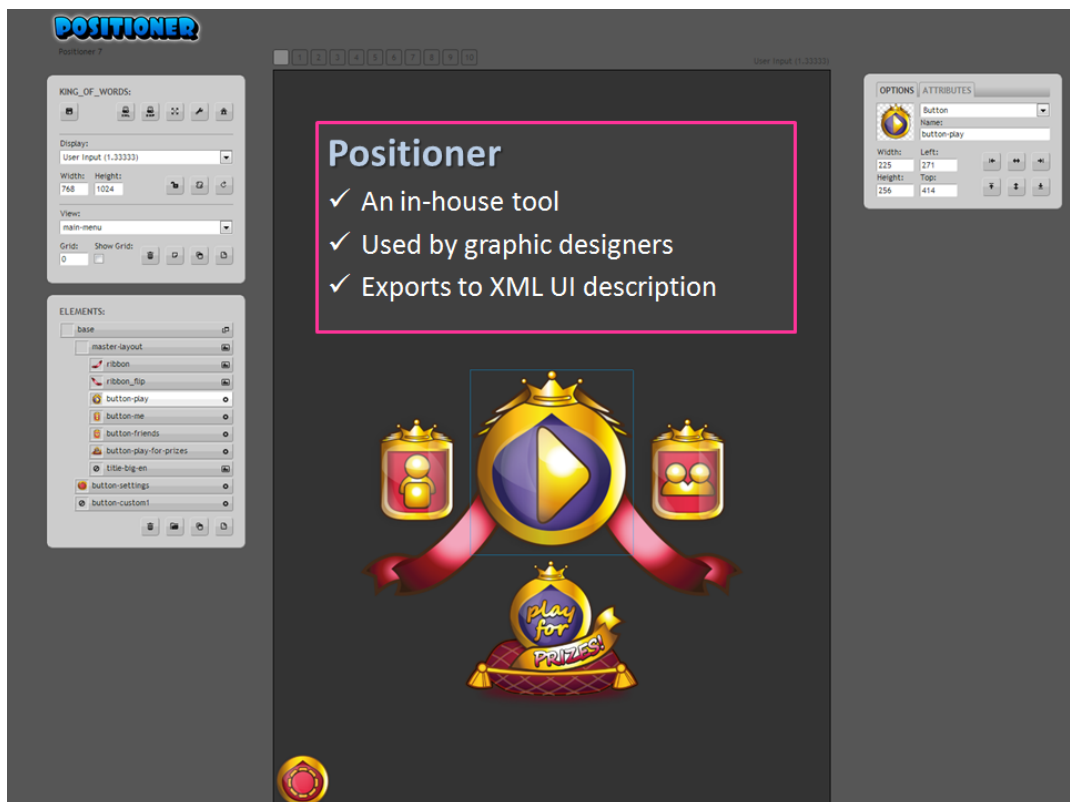 POSITIONER
Positioner 7
1 2 3 4 5 6 7 8 9 10
User Input (1.33333)
KING_OF_WORDS:
Display:
User Input (1.33333)
Width: Height:
768 1024
View:
main-menu
Grid: Show Grid:
0
ELEMENTS:
base
master-layout
ribbon
ribbon_flip
button-play
button-me
button-friends
button-play-for-prizes
title-big-en
button-settings
button-custom1
Positioner
✓ An in-house tool
✓ Used by graphic designers
✓ Exports to XML UI description
play
for
PRIZES!
OPTIONS ATTRIBUTES
Button
Name:
button-play
Width: Left:
225 271
Height: Top:
256 414